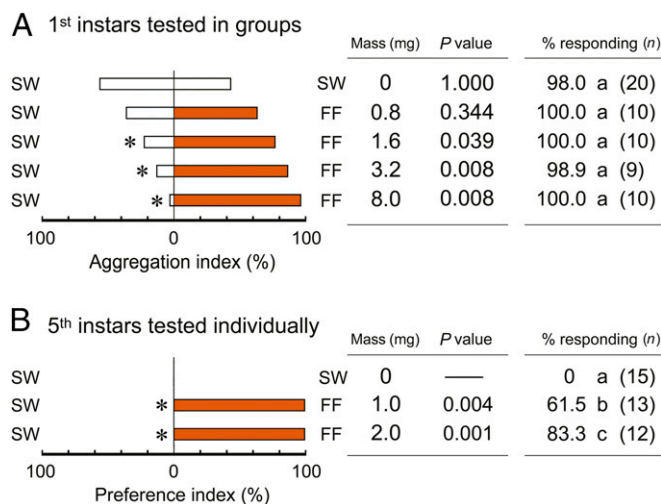 A 1st instars tested in groups
Mass (mg) P value % responding (n)
SW SW 0 1.000 98.0 a (20)
SW FF 0.8 0.344 100.0 a (10)
SW * FF 1.6 0.039 100.0 a (10)
SW * FF 3.2 0.008 98.9 a (9)
SW * FF 8.0 0.008 100.0 a (10)
100 0 100
Aggregation index (%)
B 5th instars tested individually
Mass (mg) P value % responding (n)
SW SW 0 — 0 a (15)
SW * FF 1.0 0.004 61.5 b (13)
SW * FF 2.0 0.001 83.3 c (12)
100 0 100
Preference index (%)